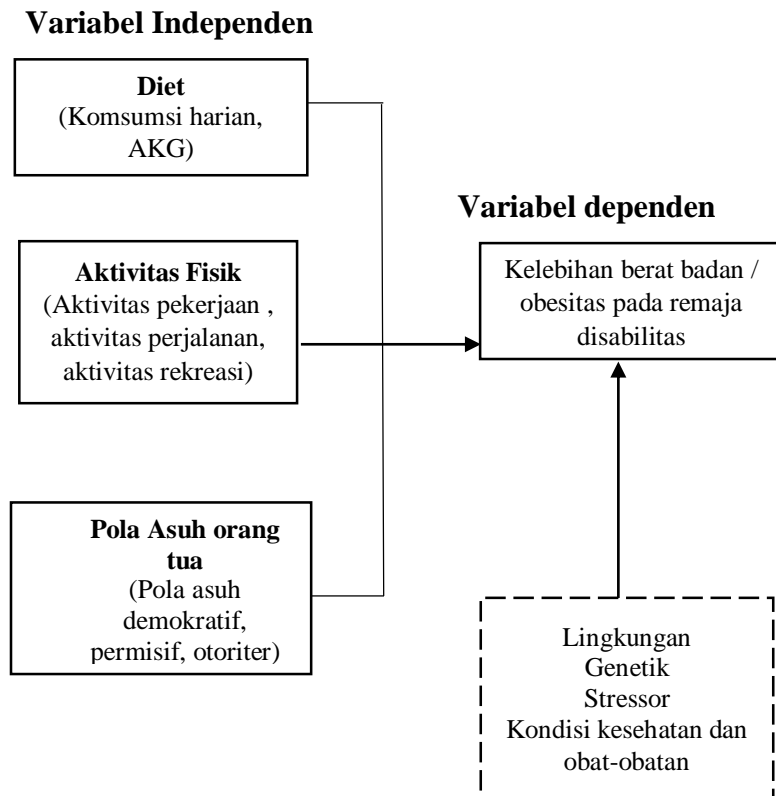 Variabel Independen
Diet
(Komsumsi harian,
AKG)
Variabel dependen
Aktivitas Fisik
(Aktivitas pekerjaan ,
aktivitas perjalanan,
aktivitas rekreasi)
Kelebihan berat badan /
obesitas pada remaja
disabilitas
Pola Asuh orang
tua
(Pola asuh
demokratif,
permisif, otoriter)
Lingkungan
Genetik
Stressor
Kondisi kesehatan dan
obat-obatan